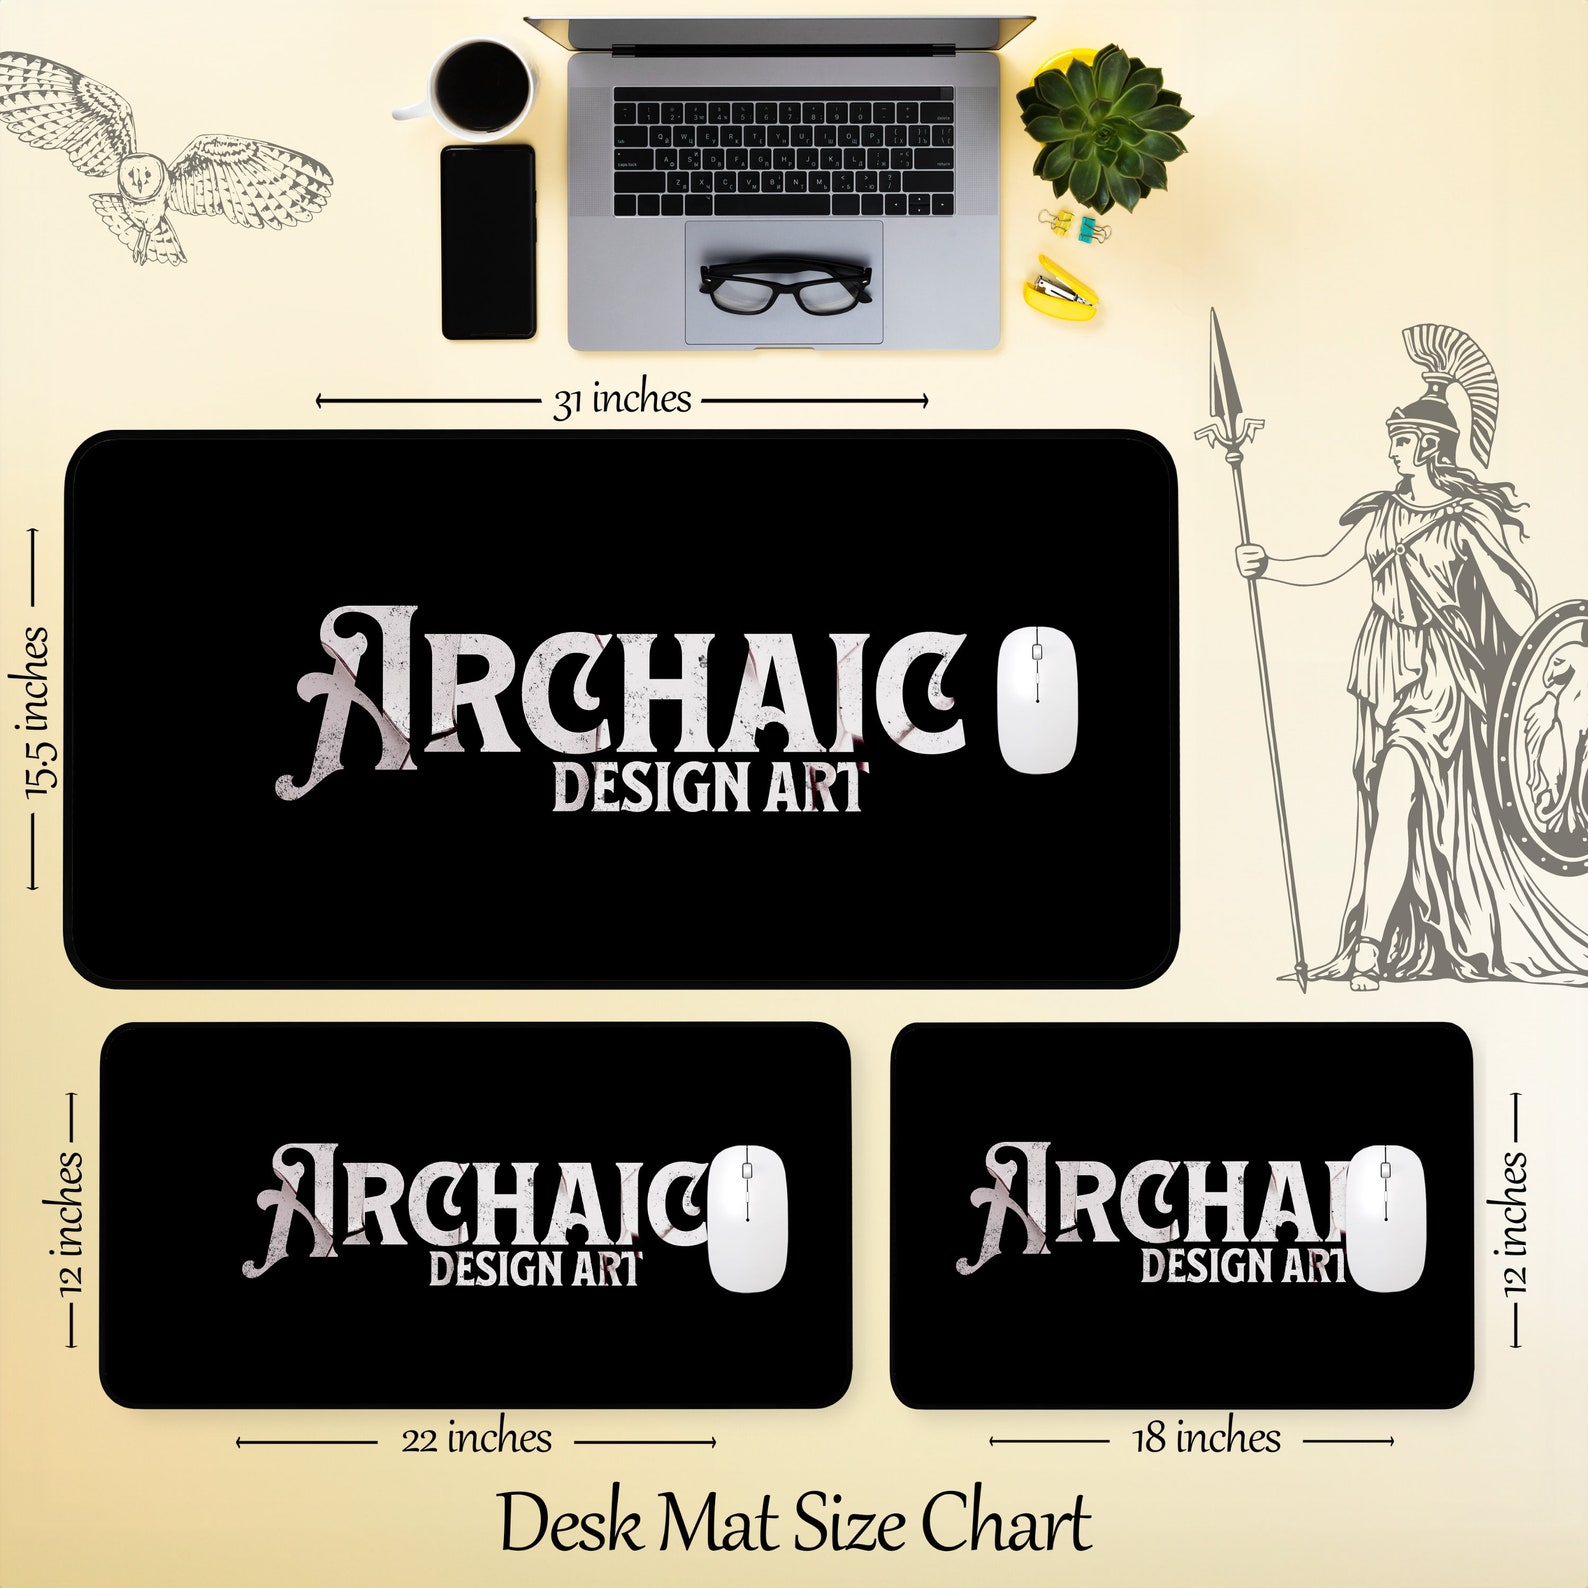 31 inches
15.5 inches
ARCHAIC
DESIGN ART
12 inches
ARCHAIC
DESIGN ART
22 inches
ARCHAI
DESIGN ART
12 inches
18 inches
Desk Mat Size Chart